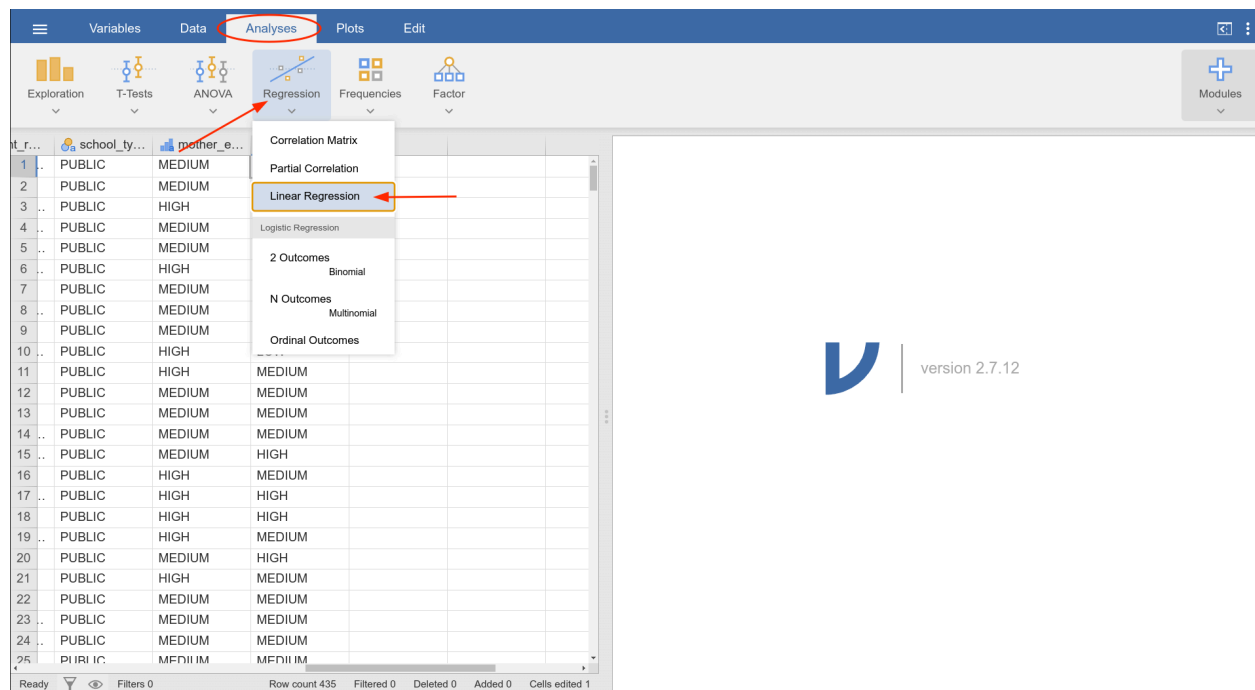 Variables Data Analyses Plots Edit
Exploration T-Tests ANOVA Regression Frequencies Factor Modules
nt_r... school_ty... mother_e...
Correlation Matrix
Partial Correlation
Linear Regression
Logistic Regression
2 Outcomes
Binomial
N Outcomes
Multinomial
Ordinal Outcomes
1 .. PUBLIC MEDIUM
2 PUBLIC MEDIUM
3 .. PUBLIC HIGH
4 .. PUBLIC MEDIUM
5 .. PUBLIC MEDIUM
6 .. PUBLIC HIGH
7 PUBLIC MEDIUM
8 .. PUBLIC MEDIUM
9 PUBLIC MEDIUM
10 .. PUBLIC HIGH
11 PUBLIC HIGH MEDIUM
12 PUBLIC MEDIUM MEDIUM
13 PUBLIC MEDIUM MEDIUM
14 .. PUBLIC MEDIUM MEDIUM
15 .. PUBLIC MEDIUM HIGH
16 PUBLIC HIGH MEDIUM
17 .. PUBLIC HIGH HIGH
18 PUBLIC HIGH HIGH
19 .. PUBLIC HIGH MEDIUM
20 PUBLIC MEDIUM HIGH
21 PUBLIC HIGH MEDIUM
22 PUBLIC MEDIUM MEDIUM
23 .. PUBLIC MEDIUM MEDIUM
24 .. PUBLIC MEDIUM MEDIUM
25 PUBLIC MEDIUM MEDIUM
version 2.7.12
Ready Filters 0 Row count 435 Filtered 0 Deleted 0 Added 0 Cells edited 1